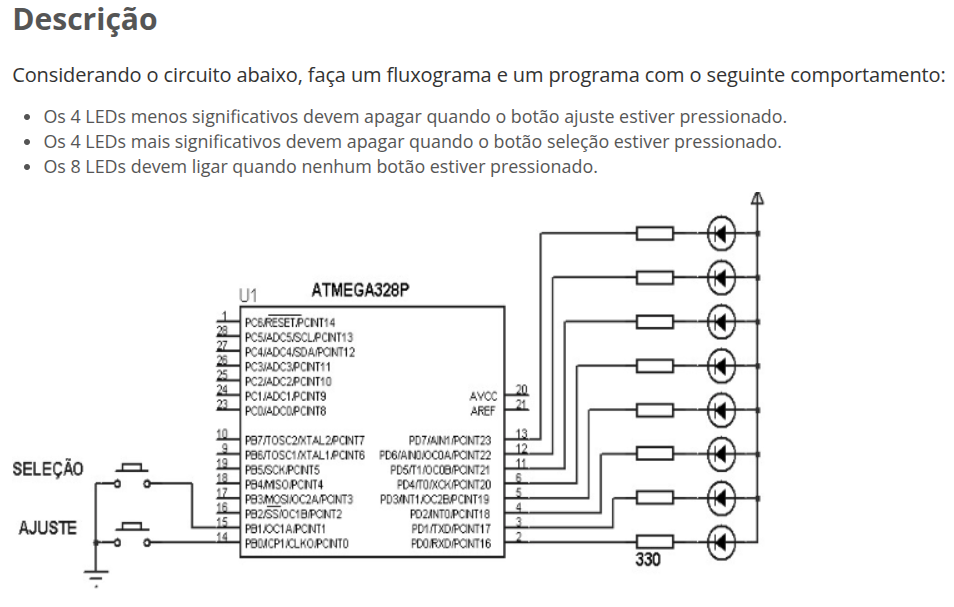 Descrição
Considerando o circuito abaixo, faça um fluxograma e um programa com o seguinte comportamento:
Os 4 LEDs menos significativos devem apagar quando o botão ajuste estiver pressionado.
Os 4 LEDs mais significativos devem apagar quando o botão seleção estiver pressionado.
Os 8 LEDs devem ligar quando nenhum botão estiver pressionado.
U1
ATMEGA328P
1 PC6/RESET/PCINT14
28 PC5/ADC5/SCL/PCINT13
27 PC4/ADC4/SDA/PCINT12
26 PC3/ADC3/PCINT11
25 PC2/ADC2/PCINT10
24 PC1/ADC1/PCINT9 AVCC 20
23 PC0/ADC0/PCINT8 AREF 21
10 PB7/TOSC2/XTAL2/PCINT7 PD7/AIN1/PCINT23 13
9 PB6/TOSC1/XTAL1/PCINT6 PD6/AIN0/OC0A/PCINT22 12
19 PB5/SCK/PCINT5 PD5/T1/OC0B/PCINT21 11
18 PB4/MISO/PCINT4 PD4/T0/XCK/PCINT20 6
17 PB3/MOSI/OC2A/PCINT3 PD3/INT1/OC2B/PCINT19 5
16 PB2/SS/OC1B/PCINT2 PD2/INT0/PCINT18 4
15 PB1/OC1A/PCINT1 PD1/TXD/PCINT17 3
14 PB0/ICP1/CLKO/PCINT0 PD0/RXD/PCINT16 2
SELEÇÃO
AJUSTE
330